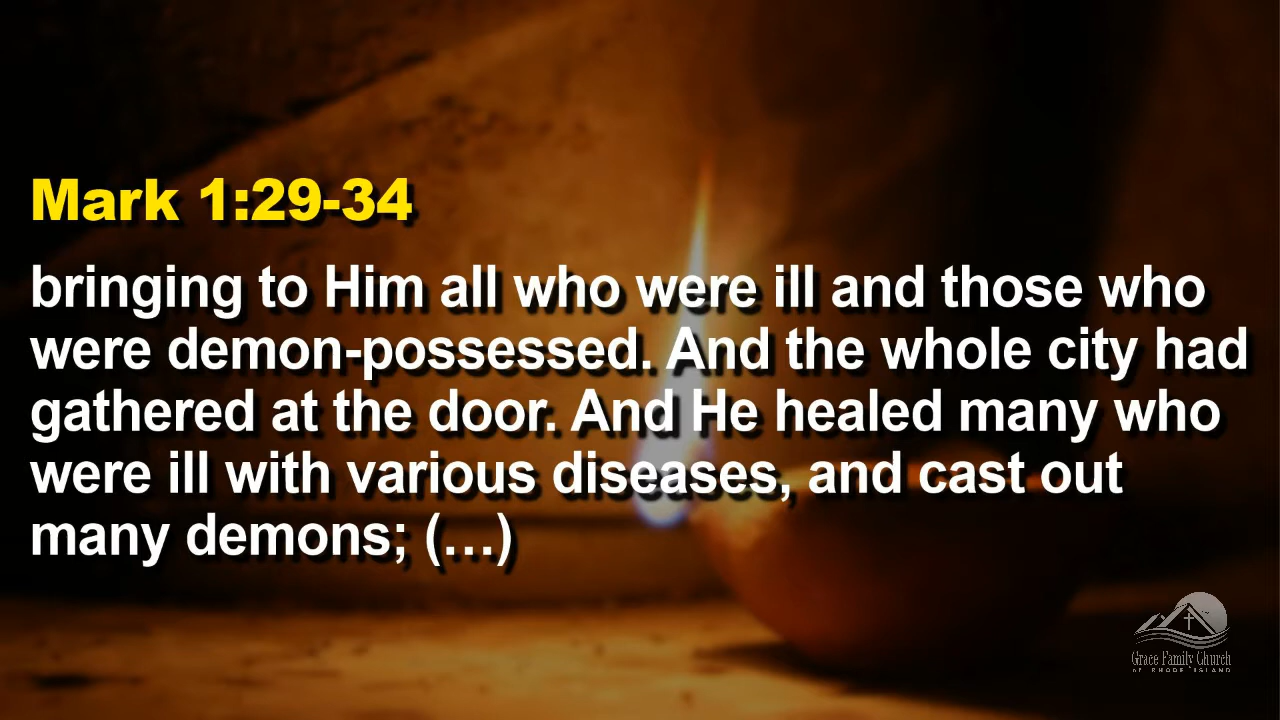 Mark 1:29-34
bringing to Him all who were ill and those who
were demon-possessed. And the whole city had
gathered at the door. And He healed many who
were ill with various diseases, and cast out
many demons; (…)
Grace Family Church
OF RHODE ISLAND